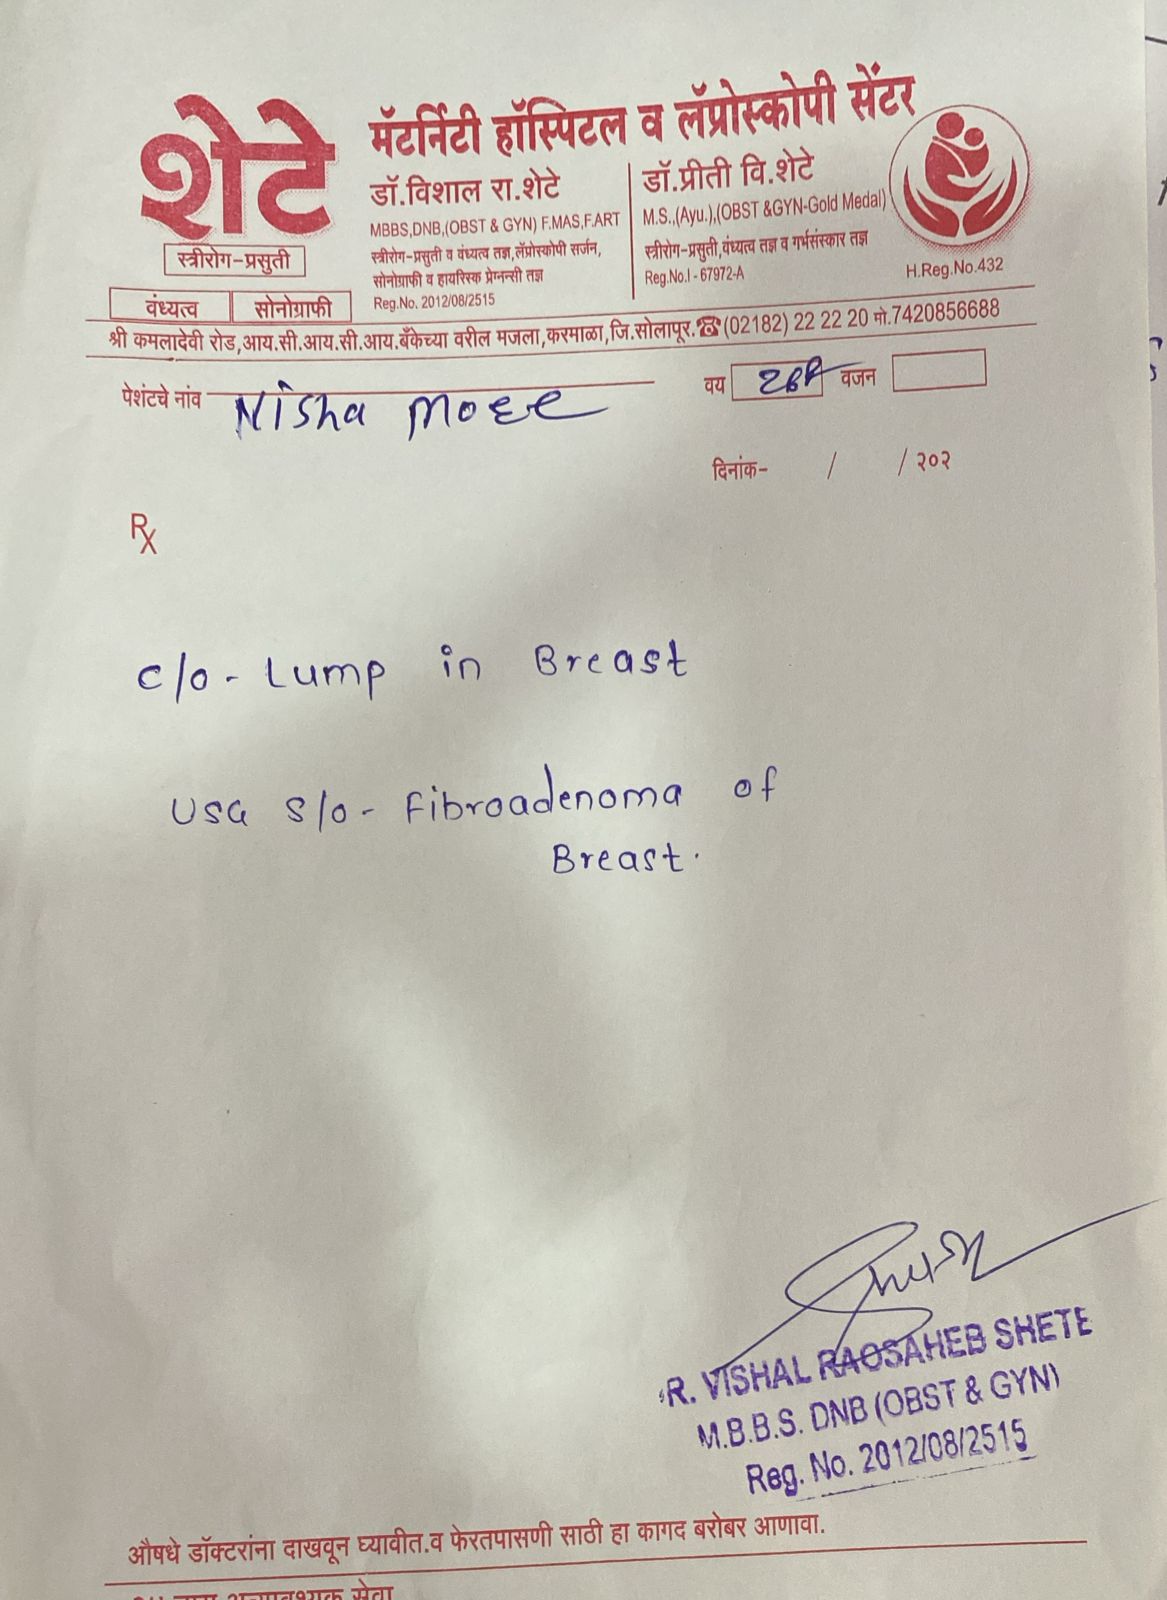 शेटे
मॅटर्निटी हॉस्पिटल व लॅप्रोस्कोपी सेंटर
स्त्रीरोग-प्रसुती
वंध्यत्व सोनोग्राफी
डॉ.विशाल रा.शेटे
MBBS,DNB,(OBST & GYN) F.MAS,F.ART
स्त्रीरोग-प्रसुती व वंध्यत्व तज्ञ,लॅप्रोस्कोपी सर्जन,
सोनोग्राफी व हायरिस्क प्रेग्नन्सी तज्ञ
Reg.No. 2012/08/2515
डॉ.प्रीती वि.शेटे
M.S.,(Ayu.),(OBST &GYN-Gold Medal)
स्त्रीरोग-प्रसुती,वंध्यत्व तज्ञ व गर्भसंस्कार तज्ञ
Reg.No.I - 67972-A
H.Reg.No.432
श्री कमलादेवी रोड,आय.सी.आय.सी.आय.बँकेच्या वरील मजला,करमाळा,जि.सोलापूर.☎(02182) 22 22 20 मो.7420856688
पेशंटचे नांव Nisha More वय 26 वजन
दिनांक- / / २०२
Rx
c/o - Lump in Breast
USG s/o - Fibroadenoma of
Breast.
R. VISHAL RAOSAHEB SHETE
M.B.B.S. DNB (OBST & GYN)
Reg. No. 2012/08/2515
औषधे डॉक्टरांना दाखवून घ्यावीत.व फेरतपासणी साठी हा कागद बरोबर आणावा.